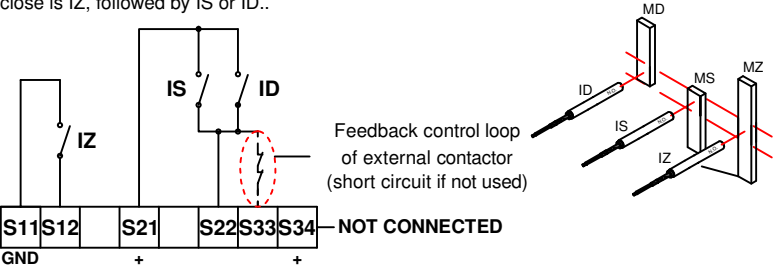 close is IZ, followed by IS or ID..
MD
MZ
MS
ID
IS
IZ
N.O
N.O
N.O
IS
ID
IZ
Feedback control loop
of external contactor
(short circuit if not used)
S11 S12 S21 S22 S33 S34 NOT CONNECTED
GND + +